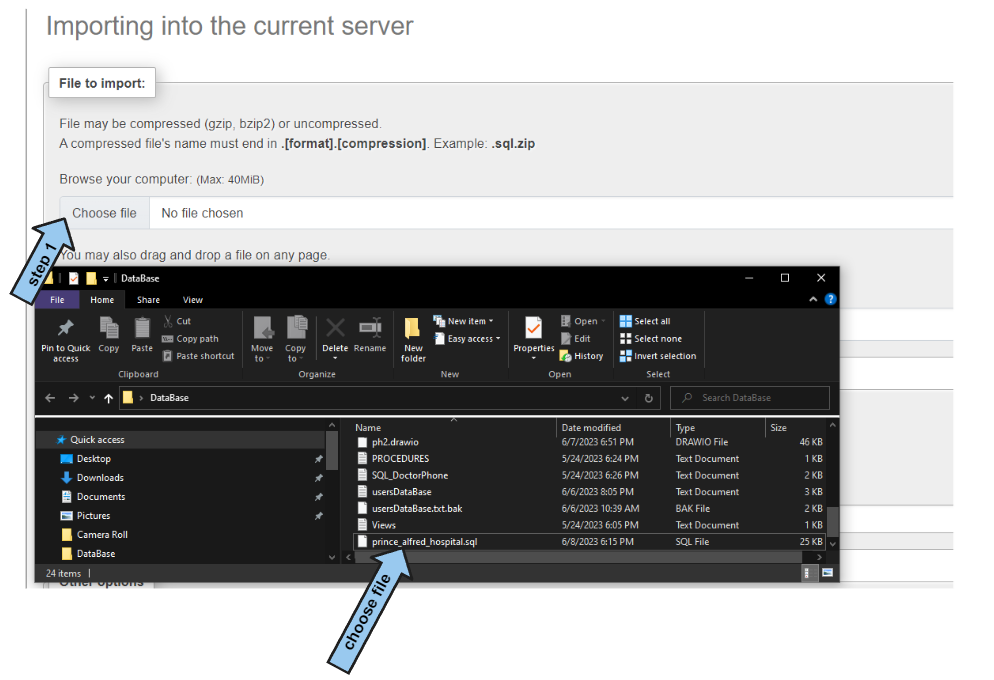 Importing into the current server
File to import:
File may be compressed (gzip, bzip2) or uncompressed.
A compressed file's name must end in .[format].[compression]. Example: .sql.zip
Browse your computer: (Max: 40MiB)
Choose file No file chosen
step 1
You may also drag and drop a file on any page.
DataBase
File Home Share View
Pin to Quick access
Copy
Paste
Cut
Copy path
Paste shortcut
Clipboard
Move to
Copy to
Delete
Rename
Organize
New folder
New item
Easy access
New
Properties
Open
Edit
History
Open
Select all
Select none
Invert selection
Select
DataBase
Search DataBase
Quick access
Desktop
Downloads
Documents
Pictures
Camera Roll
DataBase
Name Date modified Type Size
ph2.drawio 6/7/2023 6:51 PM DRAWIO File 46 KB
PROCEDURES 5/24/2023 6:24 PM Text Document 1 KB
SQL_DoctorPhone 5/24/2023 6:26 PM Text Document 2 KB
usersDataBase 6/6/2023 8:05 PM Text Document 3 KB
usersDataBase.txt.bak 6/6/2023 10:39 AM BAK File 2 KB
Views 5/24/2023 6:05 PM Text Document 1 KB
prince_alfred_hospital.sql 6/8/2023 6:15 PM SQL File 25 KB
24 items
Other options
choose file